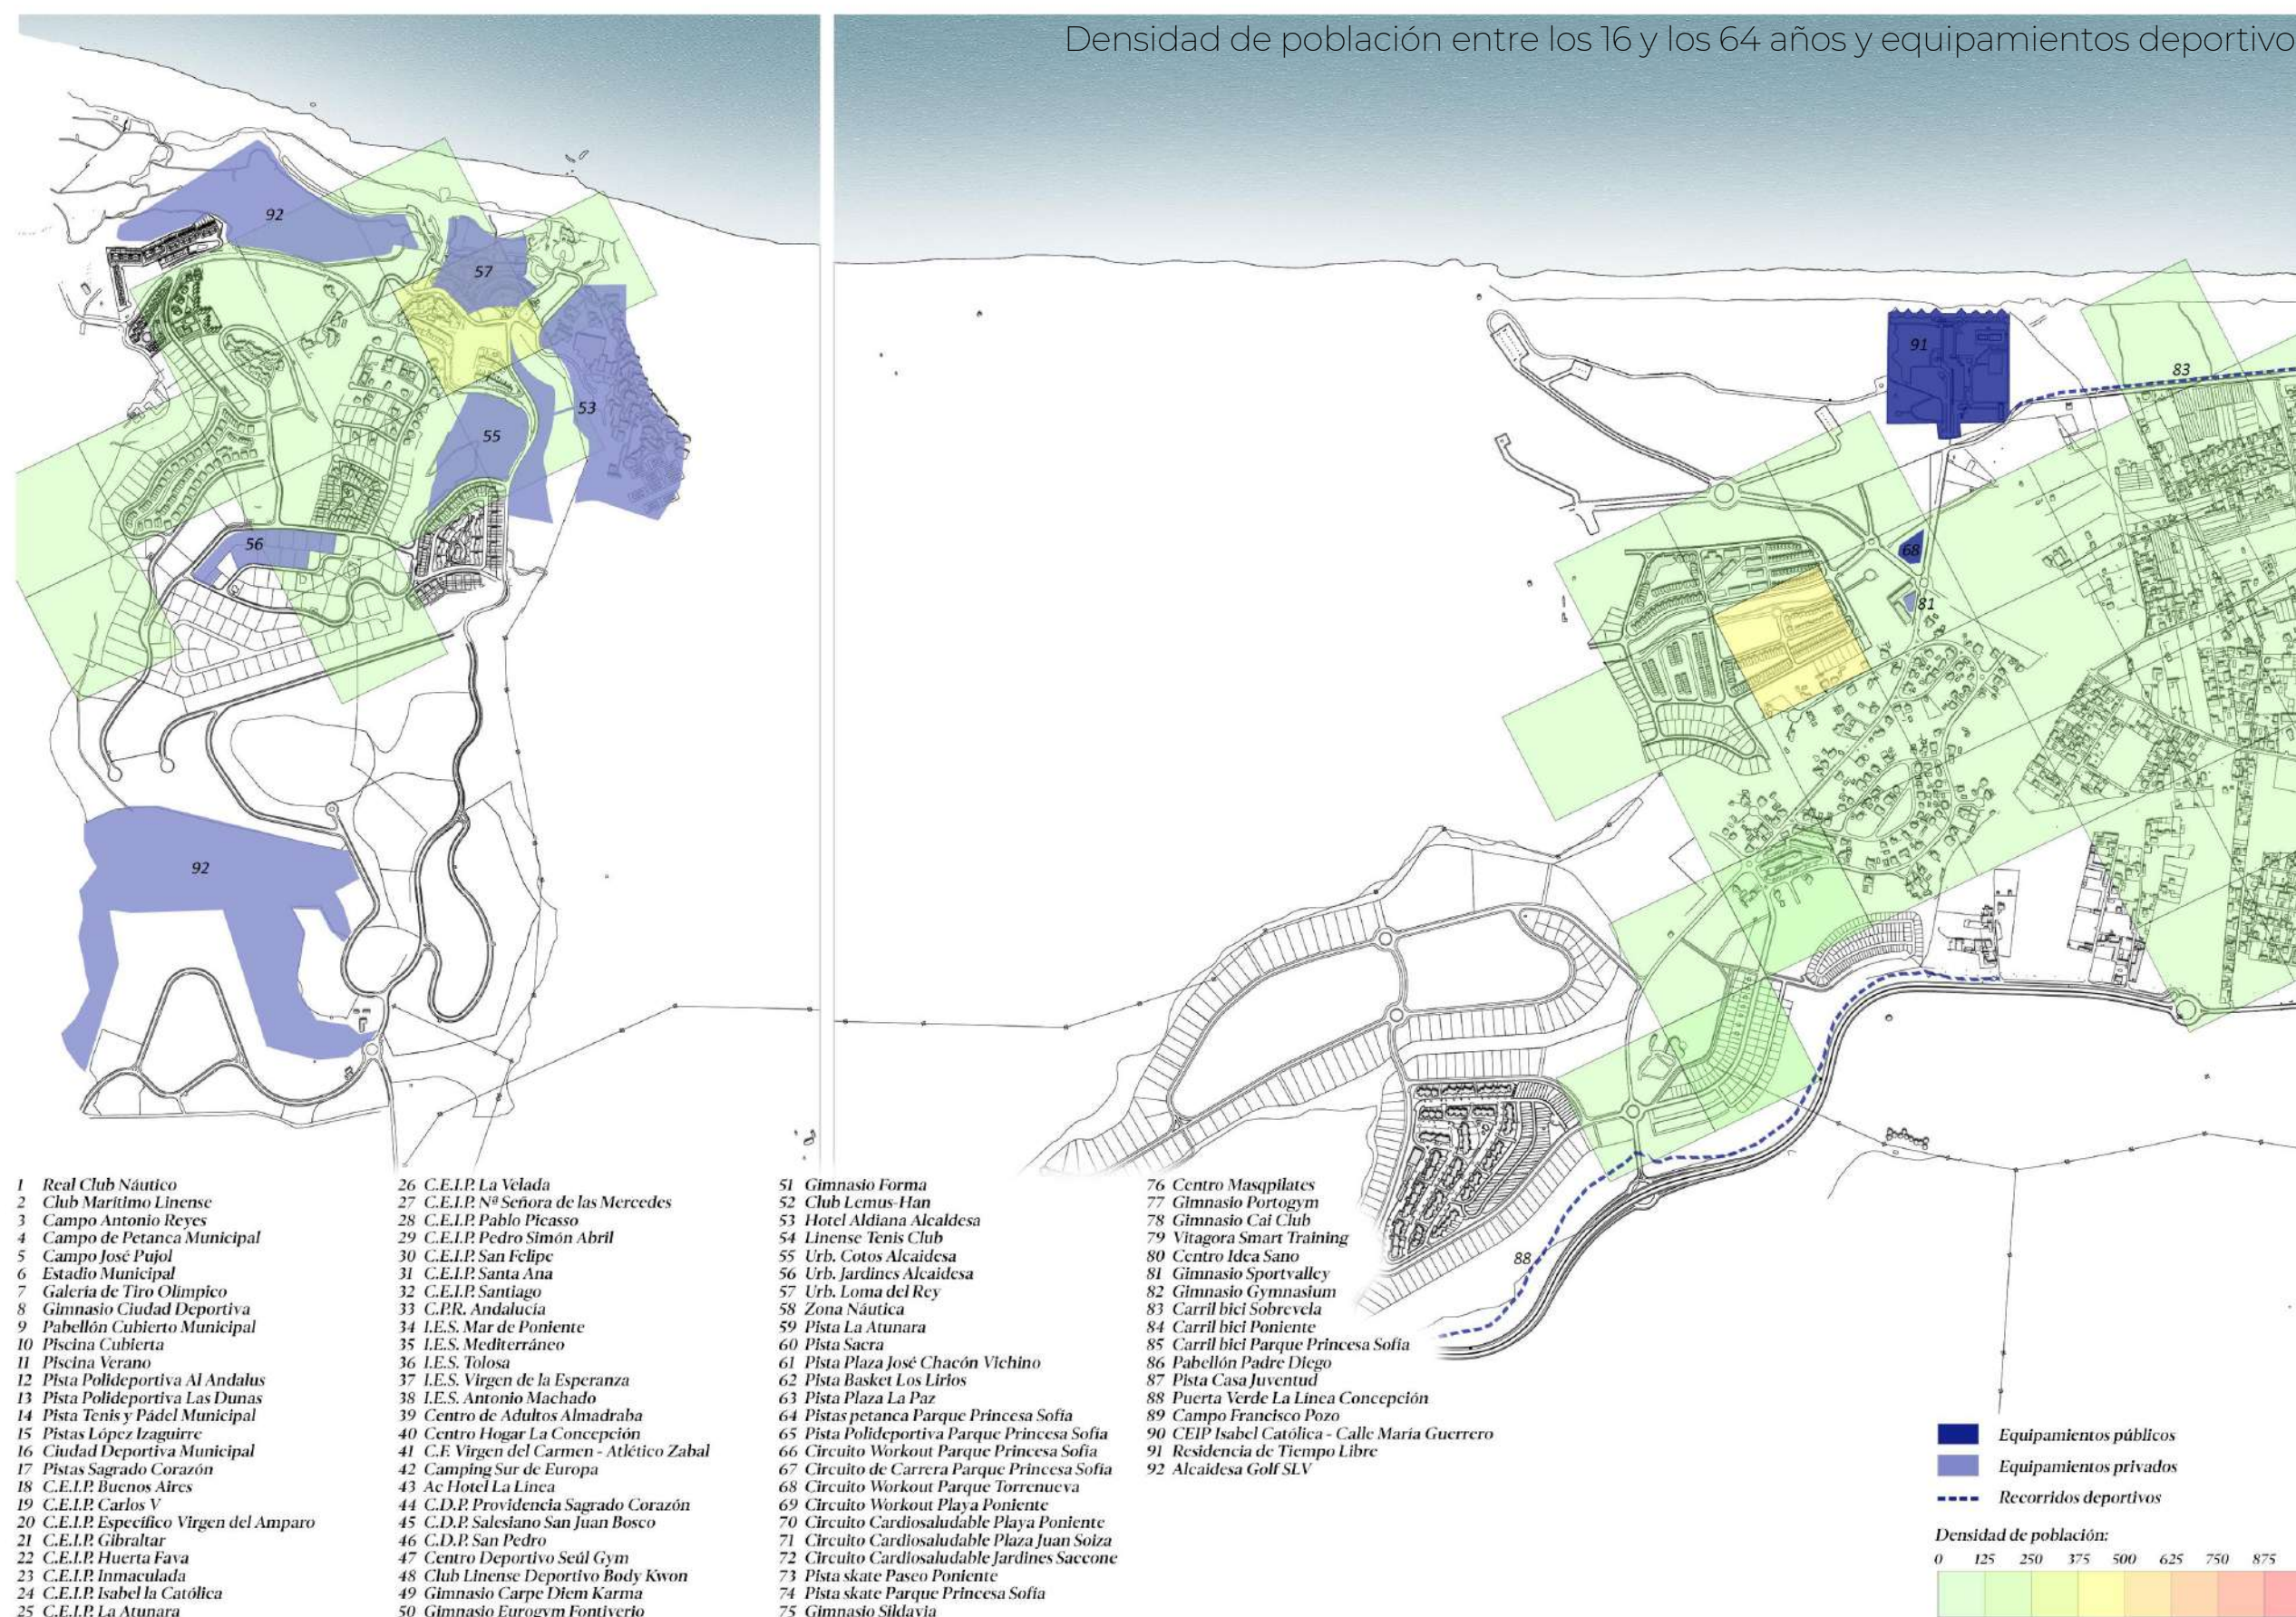 Densidad de población entre los 16 y los 64 años y equipamientos deportivo
92
57
53
55
56
92
91
83
68
81
88
1 Real Club Náutico
2 Club Marítimo Linense
3 Campo Antonio Reyes
4 Campo de Petanca Municipal
5 Campo José Pujol
6 Estadio Municipal
7 Galería de Tiro Olímpico
8 Gimnasio Ciudad Deportiva
9 Pabellón Cubierto Municipal
10 Piscina Cubierta
11 Piscina Verano
12 Pista Polideportiva Al Andalus
13 Pista Polideportiva Las Dunas
14 Pista Tenis y Pádel Municipal
15 Pistas López Izaguirre
16 Ciudad Deportiva Municipal
17 Pistas Sagrado Corazón
18 C.E.I.P. Buenos Aires
19 C.E.I.P. Carlos V
20 C.E.I.P. Específico Virgen del Amparo
21 C.E.I.P. Gibraltar
22 C.E.I.P. Huerta Fava
23 C.E.I.P. Inmaculada
24 C.E.I.P. Isabel la Católica
25 C.E.I.P. La Atunara
26 C.E.I.P. La Velada
27 C.E.I.P. Nª Señora de las Mercedes
28 C.E.I.P. Pablo Picasso
29 C.E.I.P. Pedro Simón Abril
30 C.E.I.P. San Felipe
31 C.E.I.P. Santa Ana
32 C.E.I.P. Santiago
33 C.P.R. Andalucía
34 I.E.S. Mar de Poniente
35 I.E.S. Mediterráneo
36 I.E.S. Tolosa
37 I.E.S. Virgen de la Esperanza
38 I.E.S. Antonio Machado
39 Centro de Adultos Almadraba
40 Centro Hogar La Concepción
41 C.F. Virgen del Carmen - Atlético Zabal
42 Camping Sur de Europa
43 Ac Hotel La Línea
44 C.D.P. Providencia Sagrado Corazón
45 C.D.P. Salesiano San Juan Bosco
46 C.D.P. San Pedro
47 Centro Deportivo Seúl Gym
48 Club Linense Deportivo Body Kwon
49 Gimnasio Carpe Diem Karma
50 Gimnasio Eurogym Fontiverio
51 Gimnasio Forma
52 Club Lemus-Han
53 Hotel Aldiana Alcaldesa
54 Linense Tenis Club
55 Urb. Cotos Alcaidesa
56 Urb. Jardines Alcaidesa
57 Urb. Loma del Rey
58 Zona Náutica
59 Pista La Atunara
60 Pista Sacra
61 Pista Plaza José Chacón Vichino
62 Pista Basket Los Lirios
63 Pista Plaza La Paz
64 Pistas petanca Parque Princesa Sofía
65 Pista Polideportiva Parque Princesa Sofía
66 Circuito Workout Parque Princesa Sofía
67 Circuito de Carrera Parque Princesa Sofía
68 Circuito Workout Parque Torrenueva
69 Circuito Workout Playa Poniente
70 Circuito Cardiosaludable Playa Poniente
71 Circuito Cardiosaludable Plaza Juan Soiza
72 Circuito Cardiosaludable Jardines Saccone
73 Pista skate Paseo Poniente
74 Pista skate Parque Princesa Sofía
75 Gimnasio Sildavia
76 Centro Masqpilates
77 Gimnasio Portogym
78 Gimnasio Cai Club
79 Vitagora Smart Training
80 Centro Idea Sano
81 Gimnasio Sportvalley
82 Gimnasio Gymnasium
83 Carril bici Sobrevela
84 Carril bici Poniente
85 Carril bici Parque Princesa Sofía
86 Pabellón Padre Diego
87 Pista Casa Juventud
88 Puerta Verde La Línea Concepción
89 Campo Francisco Pozo
90 CEIP Isabel Católica - Calle María Guerrero
91 Residencia de Tiempo Libre
92 Alcaidesa Golf SLV
Equipamientos públicos
Equipamientos privados
Recorridos deportivos
Densidad de población:
0 125 250 375 500 625 750 875